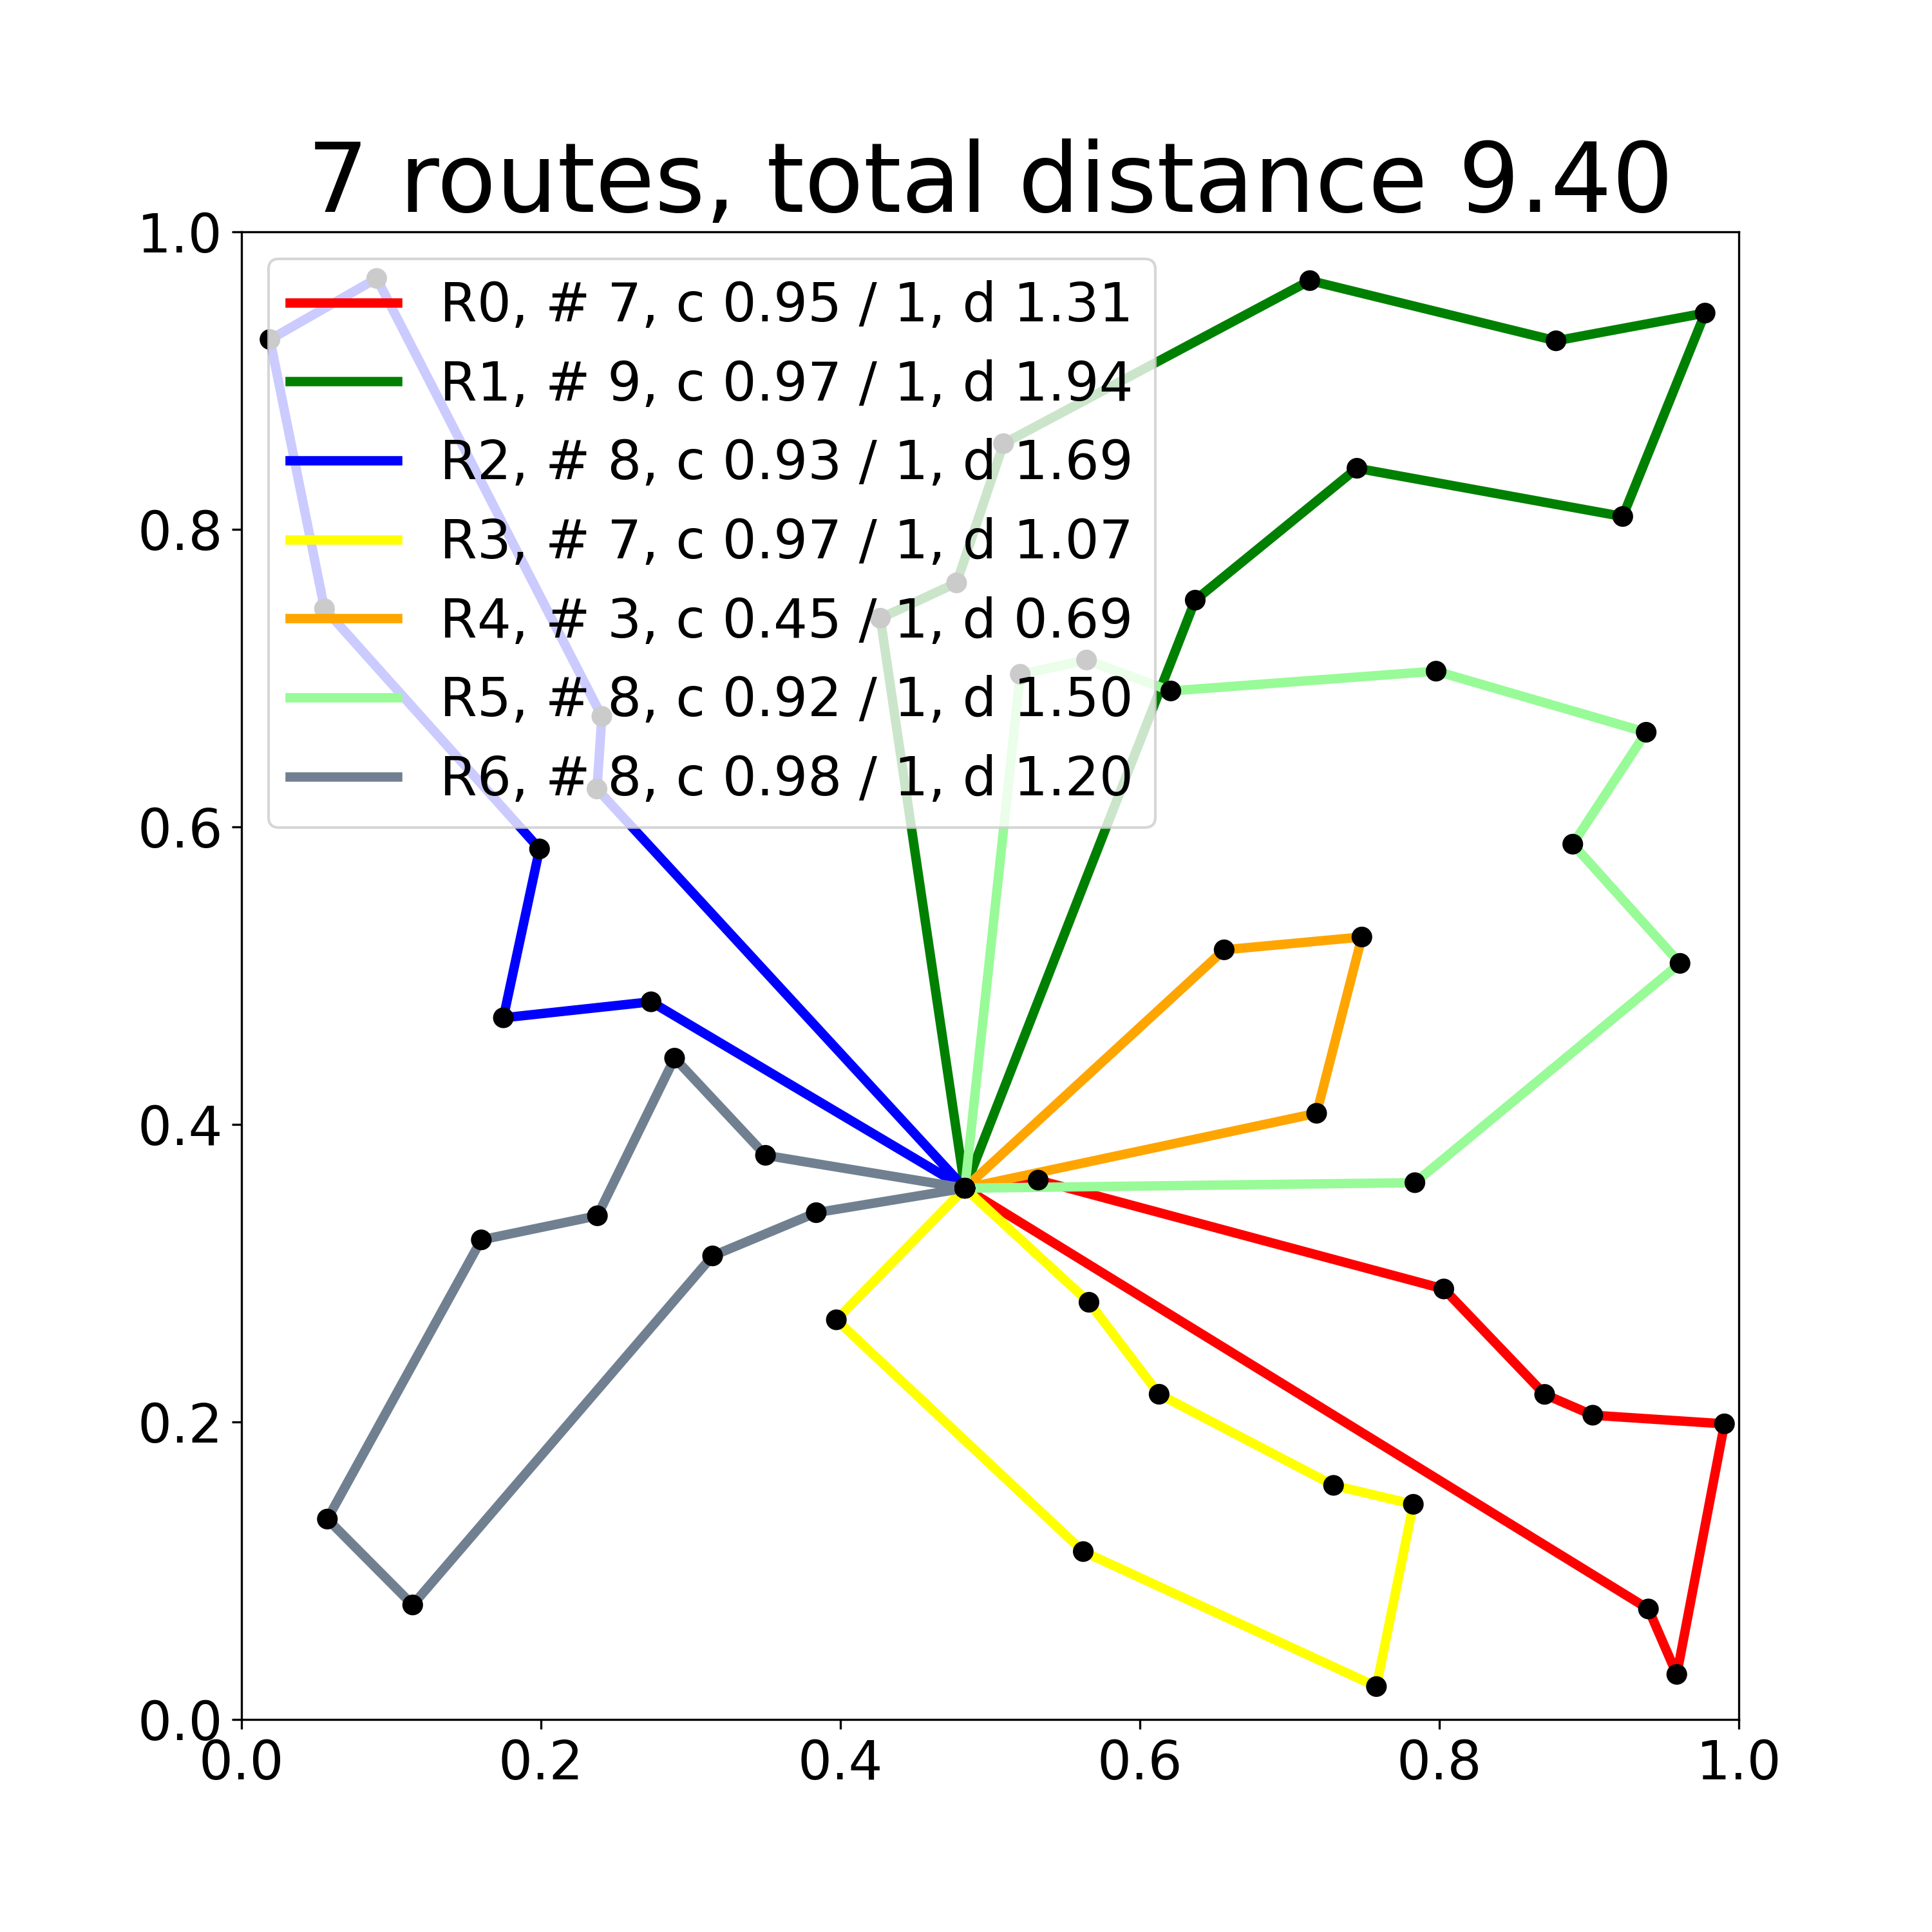 7 routes, total distance 9.40
1.0
R0, # 7, c 0.95 / 1, d 1.31
R1, # 9, c 0.97 / 1, d 1.94
R2, # 8, c 0.93 / 1, d 1.69
0.8
R3, # 7, c 0.97 / 1, d 1.07
R4, # 3, c 0.45 / 1, d 0.69
R5, # 8, c 0.92 / 1, d 1.50
R6, # 8, c 0.98 / 1, d 1.20
0.6
0.4
0.2
0.0
0.0 0.2 0.4 0.6 0.8 1.0